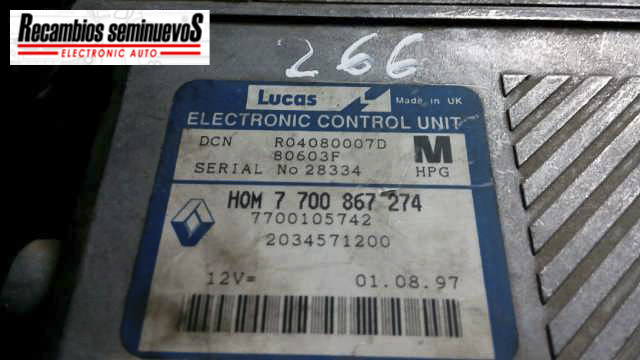 Recambios seminuevoS
ELECTRONIC AUTO
266
Lucas Made in UK
ELECTRONIC CONTROL UNIT
DCN R04080007D M
80603F
SERIAL No 28334 HPG
HOM 7 700 867 274
7700105742
2034571200
12V= 01.08.97